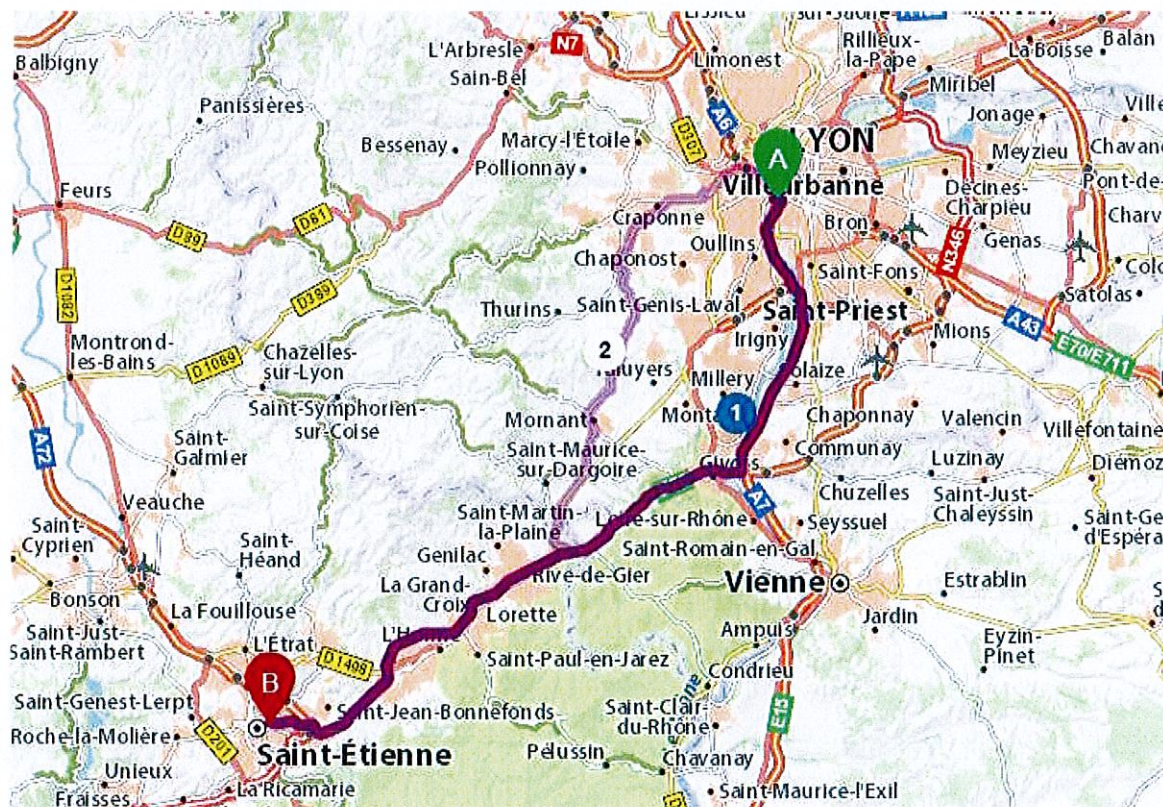 Balbigny
L'Arbresle
N7
Limonest
Rillieux-
la-Pape
La Boisse
Balan
Sain-Bel
Miribel
Panissières
A6
Jonage
Bessenay
Marcy-l'Étoile
D307
LYON
A
Meyzieu
Pollionnay
Feurs
Villeurbanne
Décines-
Charpieu
Pont-de-
D81
D89
Craponne
Bron
N346
Genas
Oullins
D1082
D389
Chaponost
Saint-Fons
Satolas
Thurins
Saint-Genis-Laval
Saint-Priest
A43
Montrond-
les-Bains
Irigny
Mions
E70/E711
D1089
2
Chazelles-
sur-Lyon
Millery
Saint-Symphorien-
sur-Coise
Mornant
1
Chaponnay
Valencin
Villefontaine
A72
Saint-
Galmier
Saint-Maurice-
sur-Dargoire
Communay
Givors
Luzinay
Diémoz
Veauche
A7
Chuzelles
Saint-Just-
Chaleyssin
Saint-
Cyprien
Saint-Martin-
la-Plaine
Loire-sur-Rhône
Seyssuel
Saint-
Héand
Genilac
Saint-Romain-en-Gal
La Grand-
Croix
Rive-de-Gier
Vienne
Estrablin
Bonson
La Fouillouse
Lorette
Jardin
Saint-Just-
Saint-Rambert
L'Étrat
D1498
Ampuis
Eyzin-
Pinet
B
Saint-Paul-en-Jarez
Condrieu
Saint-Genest-Lerpt
Saint-Jean-Bonnefonds
Saint-Clair-
du-Rhône
E15
Roche-la-Molière
D201
Saint-Étienne
Pélussin
Chavanay
Unieux
La Ricamarie
Fraisses
Saint-Maurice-l'Exil